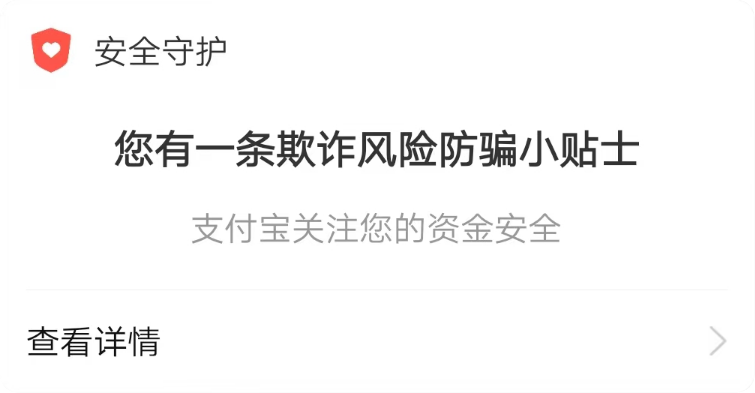 安全守护
您有一条欺诈风险防骗小贴士
支付宝关注您的资金安全
查看详情